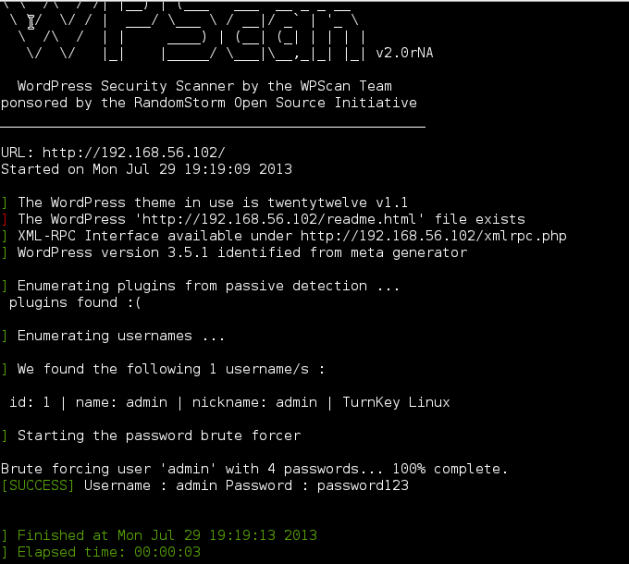 WPScan v2.0rNA
WordPress Security Scanner by the WPScan Team
ponsored by the RandomStorm Open Source Initiative
URL: http://192.168.56.102/
Started on Mon Jul 29 19:19:09 2013
] The WordPress theme in use is twentytwelve v1.1
] The WordPress 'http://192.168.56.102/readme.html' file exists
] XML-RPC Interface available under http://192.168.56.102/xmlrpc.php
] WordPress version 3.5.1 identified from meta generator
] Enumerating plugins from passive detection ...
plugins found :(
] Enumerating usernames ...
] We found the following 1 username/s :
id: 1 | name: admin | nickname: admin | TurnKey Linux
] Starting the password brute forcer
Brute forcing user 'admin' with 4 passwords... 100% complete.
[SUCCESS] Username : admin Password : password123
] Finished at Mon Jul 29 19:19:13 2013
] Elapsed time: 00:00:03